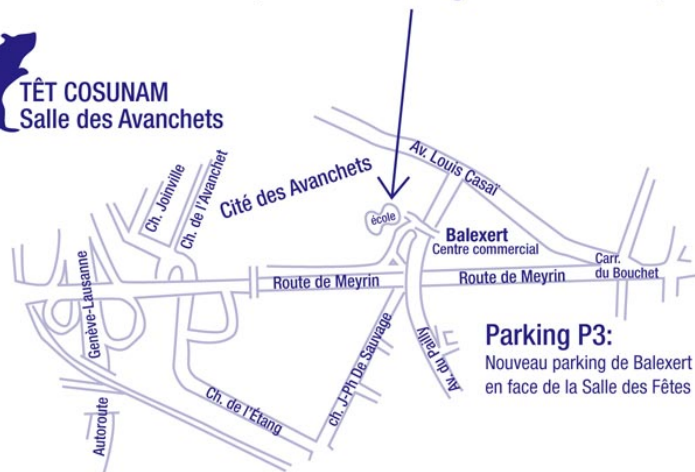 TÊT COSUNAM
Salle des Avanchets
Av. Louis Casaï
Ch. Joinville
Ch. de l'Avanchet
Cité des Avanchets
école
Balexert
Centre commercial
Carr.
du Bouchet
Genève-Lausanne
Route de Meyrin
Route de Meyrin
Ch. J-Ph De Sauvage
Av. du Pailly
Parking P3:
Nouveau parking de Balexert
en face de la Salle des Fêtes
Ch. de l'Étang
Autoroute